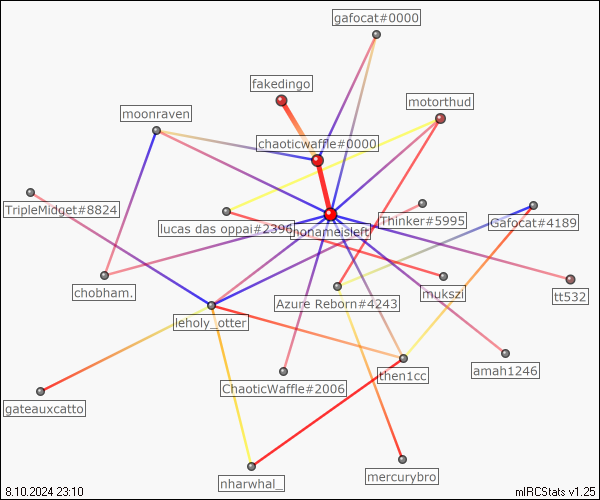 gafocat#0000
fakedingo
motorthud
moonraven
chaoticwaffle#0000
TripleMidget#8824
Thinker#5995
Gafocat#4189
lucas das oppai#2396
nonameisleft
chobham.
mukszi
tt532
Azure Reborn#4243
leholy_otter
amah1246
then1cc
ChaoticWaffle#2006
gateauxcatto
mercurybro
nharwhal_
8.10.2024 23:10
mIRCStats v1.25